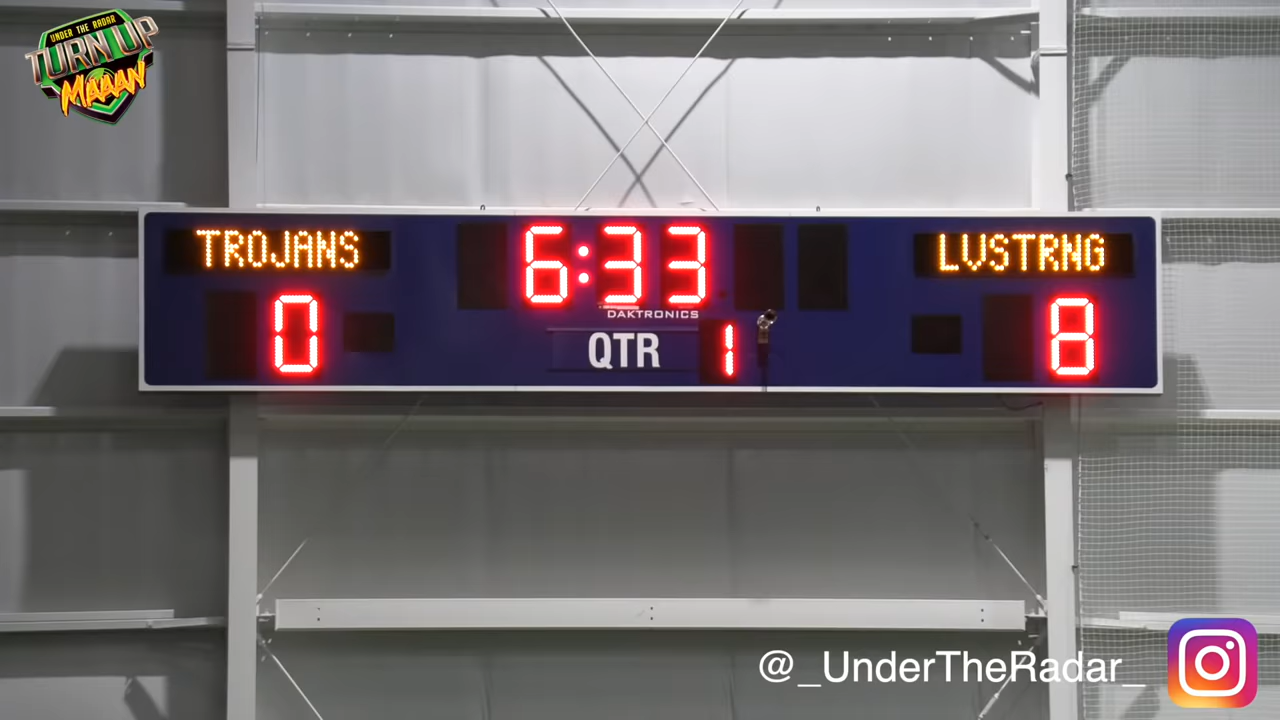 UNDER THE RADAR
TURN UP
MAAAN
TROJANS
6:33
LVSTRNG
0
DAKTRONICS
QTR 1
8
@_UnderTheRadar_